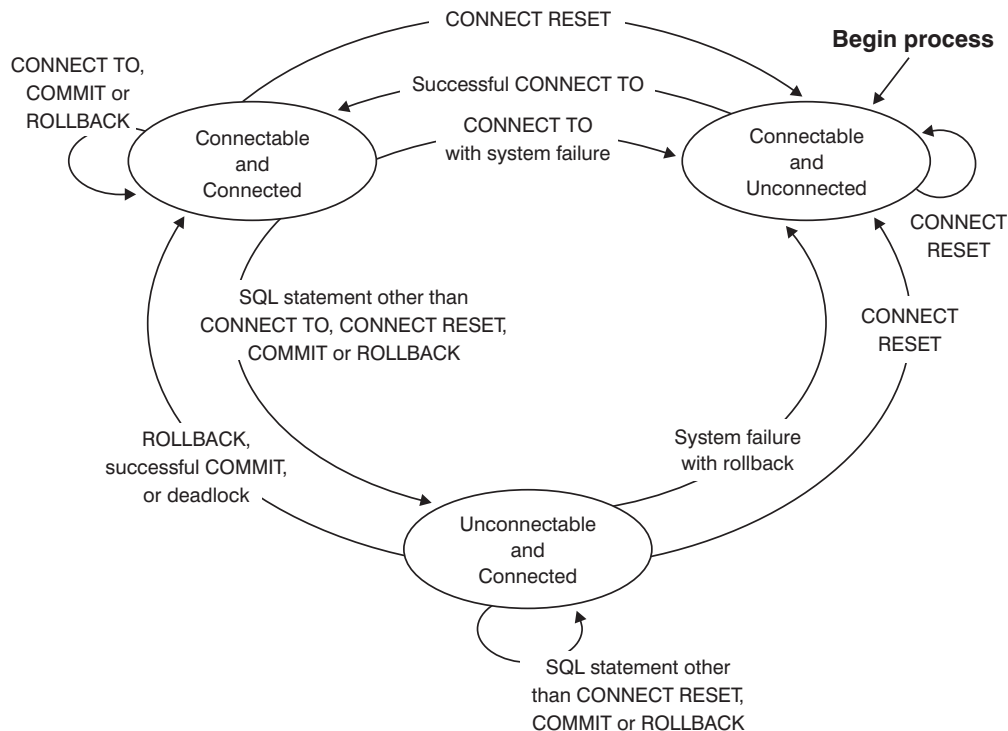 CONNECT RESET
Begin process
CONNECT TO,
COMMIT or
ROLLBACK
Successful CONNECT TO
CONNECT TO
with system failure
Connectable
and
Connected
Connectable
and
Unconnected
CONNECT
RESET
SQL statement other than
CONNECT TO, CONNECT RESET,
COMMIT or ROLLBACK
CONNECT
RESET
ROLLBACK,
successful COMMIT,
or deadlock
System failure
with rollback
Unconnectable
and
Connected
SQL statement other
than CONNECT RESET,
COMMIT or ROLLBACK